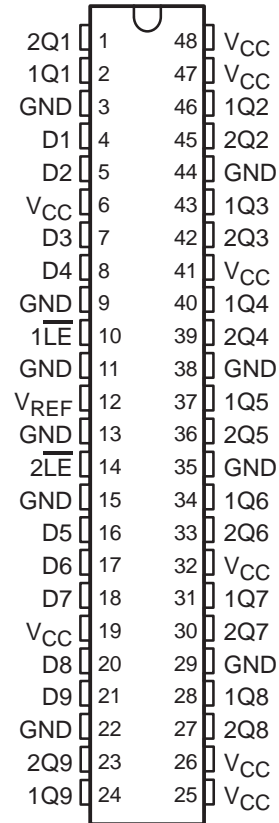 2Q1 1 48 VCC
1Q1 2 47 VCC
GND 3 46 1Q2
D1 4 45 2Q2
D2 5 44 GND
VCC 6 43 1Q3
D3 7 42 2Q3
D4 8 41 VCC
GND 9 40 1Q4
1L̅E̅ 10 39 2Q4
GND 11 38 GND
VREF 12 37 1Q5
GND 13 36 2Q5
2L̅E̅ 14 35 GND
GND 15 34 1Q6
D5 16 33 2Q6
D6 17 32 VCC
D7 18 31 1Q7
VCC 19 30 2Q7
D8 20 29 GND
D9 21 28 1Q8
GND 22 27 2Q8
2Q9 23 26 VCC
1Q9 24 25 VCC